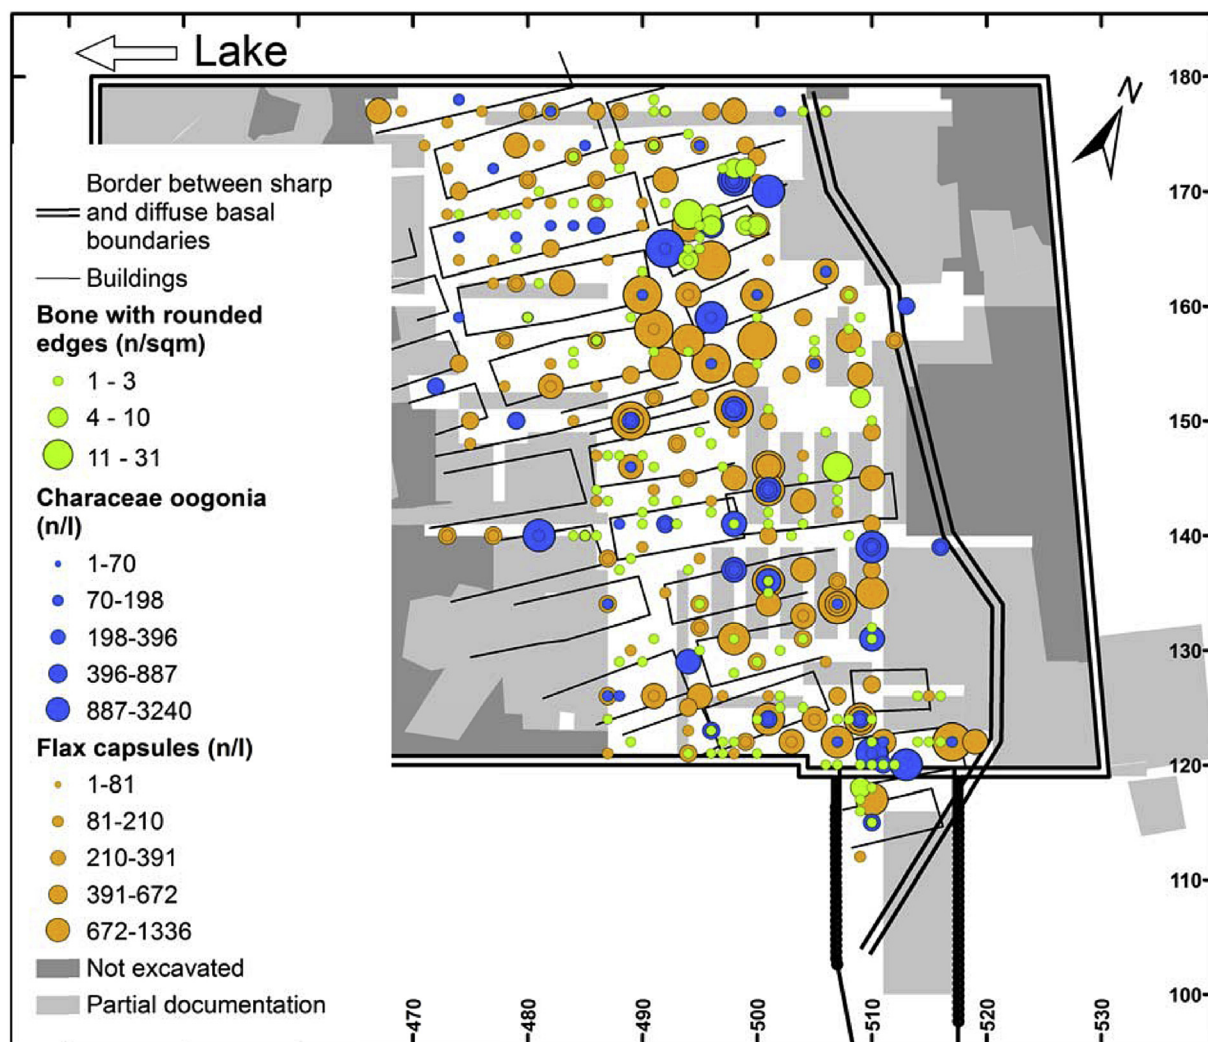 Lake
N
Border between sharp
and diffuse basal
boundaries
Buildings
Bone with rounded
edges (n/sqm)
1 - 3
4 - 10
11 - 31
Characeae oogonia
(n/l)
1-70
70-198
198-396
396-887
887-3240
Flax capsules (n/l)
1-81
81-210
210-391
391-672
672-1336
Not excavated
Partial documentation
180
170
160
150
140
130
120
110
100
470
480
490
500
510
520
530